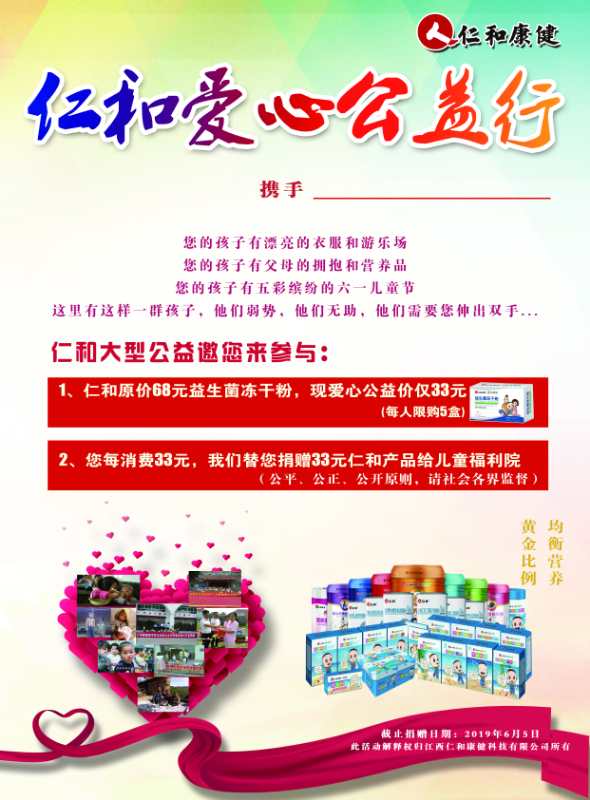 仁和康健
仁和爱心公益行
携手
您的孩子有漂亮的衣服和游乐场
您的孩子有父母的拥抱和营养品
您的孩子有五彩缤纷的六一儿童节
这里有这样一群孩子，他们弱势，他们无助，他们需要您伸出双手...
仁和大型公益邀您来参与：
1、仁和原价68元益生菌冻干粉，现爱心公益价仅33元
(每人限购5盒)
2、您每消费33元，我们替您捐赠33元仁和产品给儿童福利院
（公平、公正、公开原则，请社会各界监督）
均衡营养
黄金比例
截止捐赠日期：2019年6月5日
此活动解释权归江西仁和康健科技有限公司所有